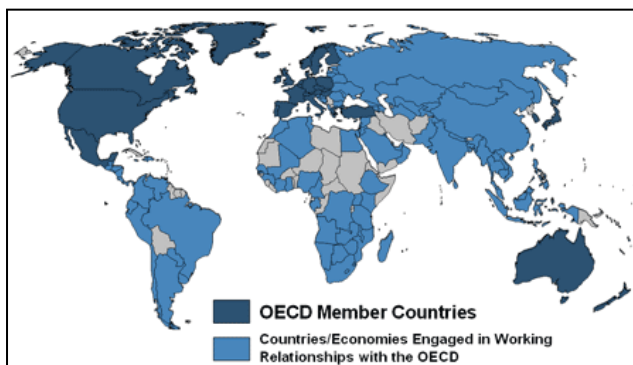 OECD Member Countries
Countries/Economies Engaged in Working
Relationships with the OECD